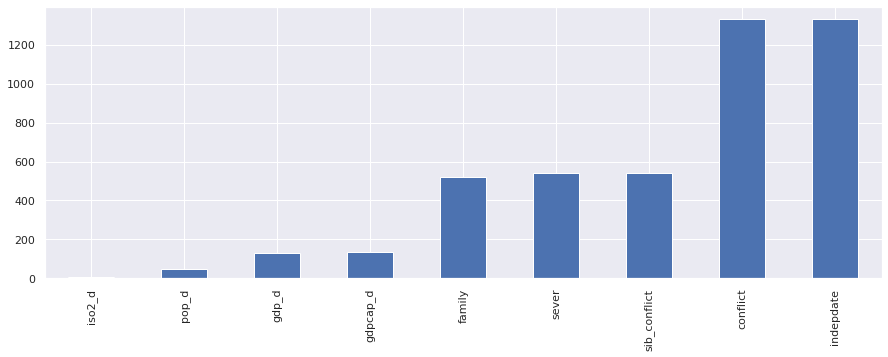 1200
1000
800
600
400
200
0
iso2_d
pop_d
gdp_d
gdpcap_d
family
sever
sib_conflict
conflict
indepdate